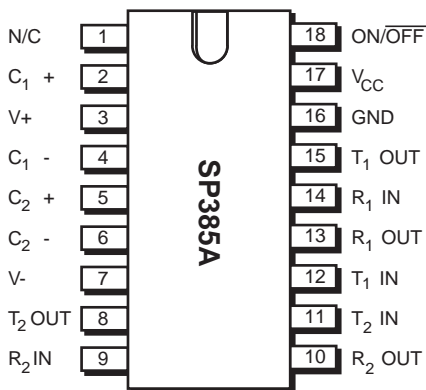 N/C 1 18 ON/OFF
C1 + 2 17 VCC
V+ 3 16 GND
C1 - 4 15 T1 OUT
C2 + 5 14 R1 IN
C2 - 6 13 R1 OUT
V- 7 12 T1 IN
T2 OUT 8 11 T2 IN
R2 IN 9 10 R2 OUT
SP385A